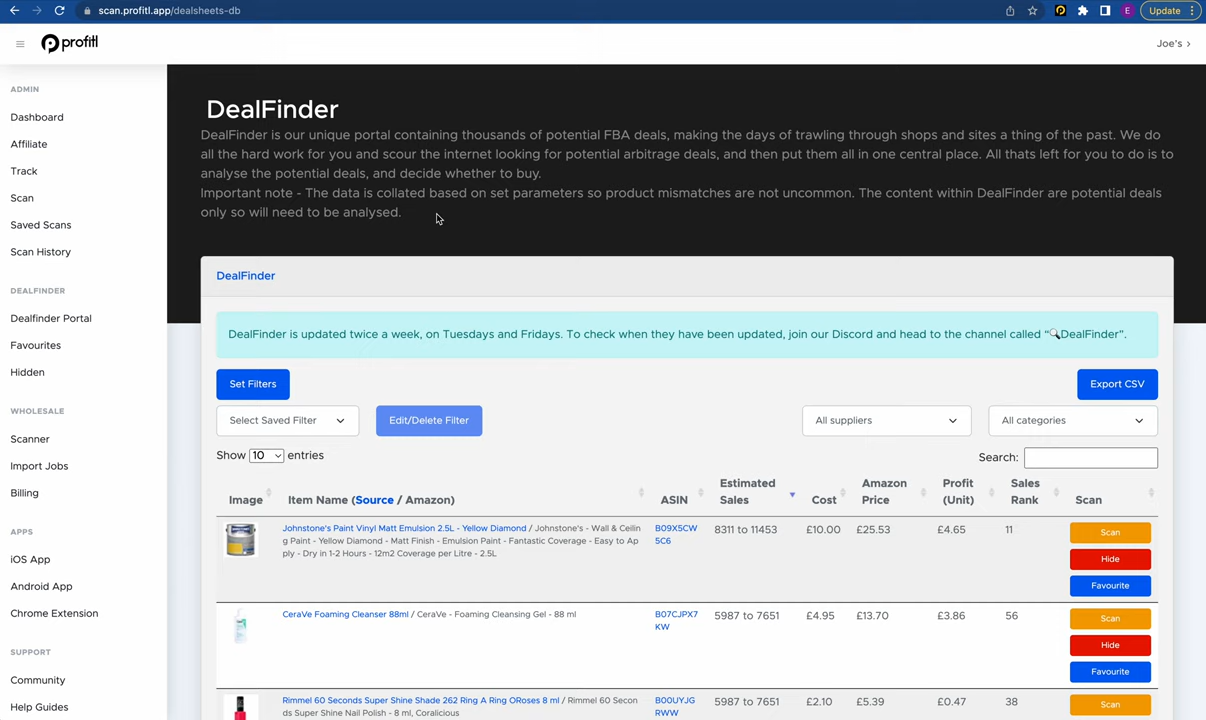 scan.profitl.app/dealsheets-db
E
Update
profitl
Joe's >
ADMIN
Dashboard
Affiliate
Track
Scan
Saved Scans
Scan History
DEALFINDER
Dealfinder Portal
Favourites
Hidden
WHOLESALE
Scanner
Import Jobs
Billing
APPS
iOS App
Android App
Chrome Extension
SUPPORT
Community
Help Guides
DealFinder
DealFinder is our unique portal containing thousands of potential FBA deals, making the days of trawling through shops and sites a thing of the past. We do
all the hard work for you and scour the internet looking for potential arbitrage deals, and then put them all in one central place. All thats left for you to do is to
analyse the potential deals, and decide whether to buy.
Important note - The data is collated based on set parameters so product mismatches are not uncommon. The content within DealFinder are potential deals
only so will need to be analysed.
DealFinder
DealFinder is updated twice a week, on Tuesdays and Fridays. To check when they have been updated, join our Discord and head to the channel called “🔍DealFinder”.
Set Filters
Export CSV
Select Saved Filter
Edit/Delete Filter
All suppliers
All categories
Show 10 entries
Search:
Image
Item Name (Source / Amazon)
ASIN
Estimated
Sales
Cost
Amazon
Price
Profit
(Unit)
Sales
Rank
Scan
Johnstone's Paint Vinyl Matt Emulsion 2.5L - Yellow Diamond / Johnstone's - Wall & Ceilin
g Paint - Yellow Diamond - Matt Finish - Emulsion Paint - Fantastic Coverage - Easy to Ap
ply - Dry in 1-2 Hours - 12m2 Coverage per Litre - 2.5L
B09X5CW
5C6
8311 to 11453
£10.00
£25.53
£4.65
11
Scan
Hide
Favourite
CeraVe Foaming Cleanser 88ml / CeraVe - Foaming Cleansing Gel - 88 ml
B07CJPX7
KW
5987 to 7651
£4.95
£13.70
£3.86
56
Scan
Hide
Favourite
Rimmel 60 Seconds Super Shine Shade 262 Ring A Ring ORoses 8 ml / Rimmel 60 Secon
ds Super Shine Nail Polish - 8 ml, Coralicious
B00UYJG
RWW
5987 to 7651
£2.10
£5.39
£0.47
38
Scan